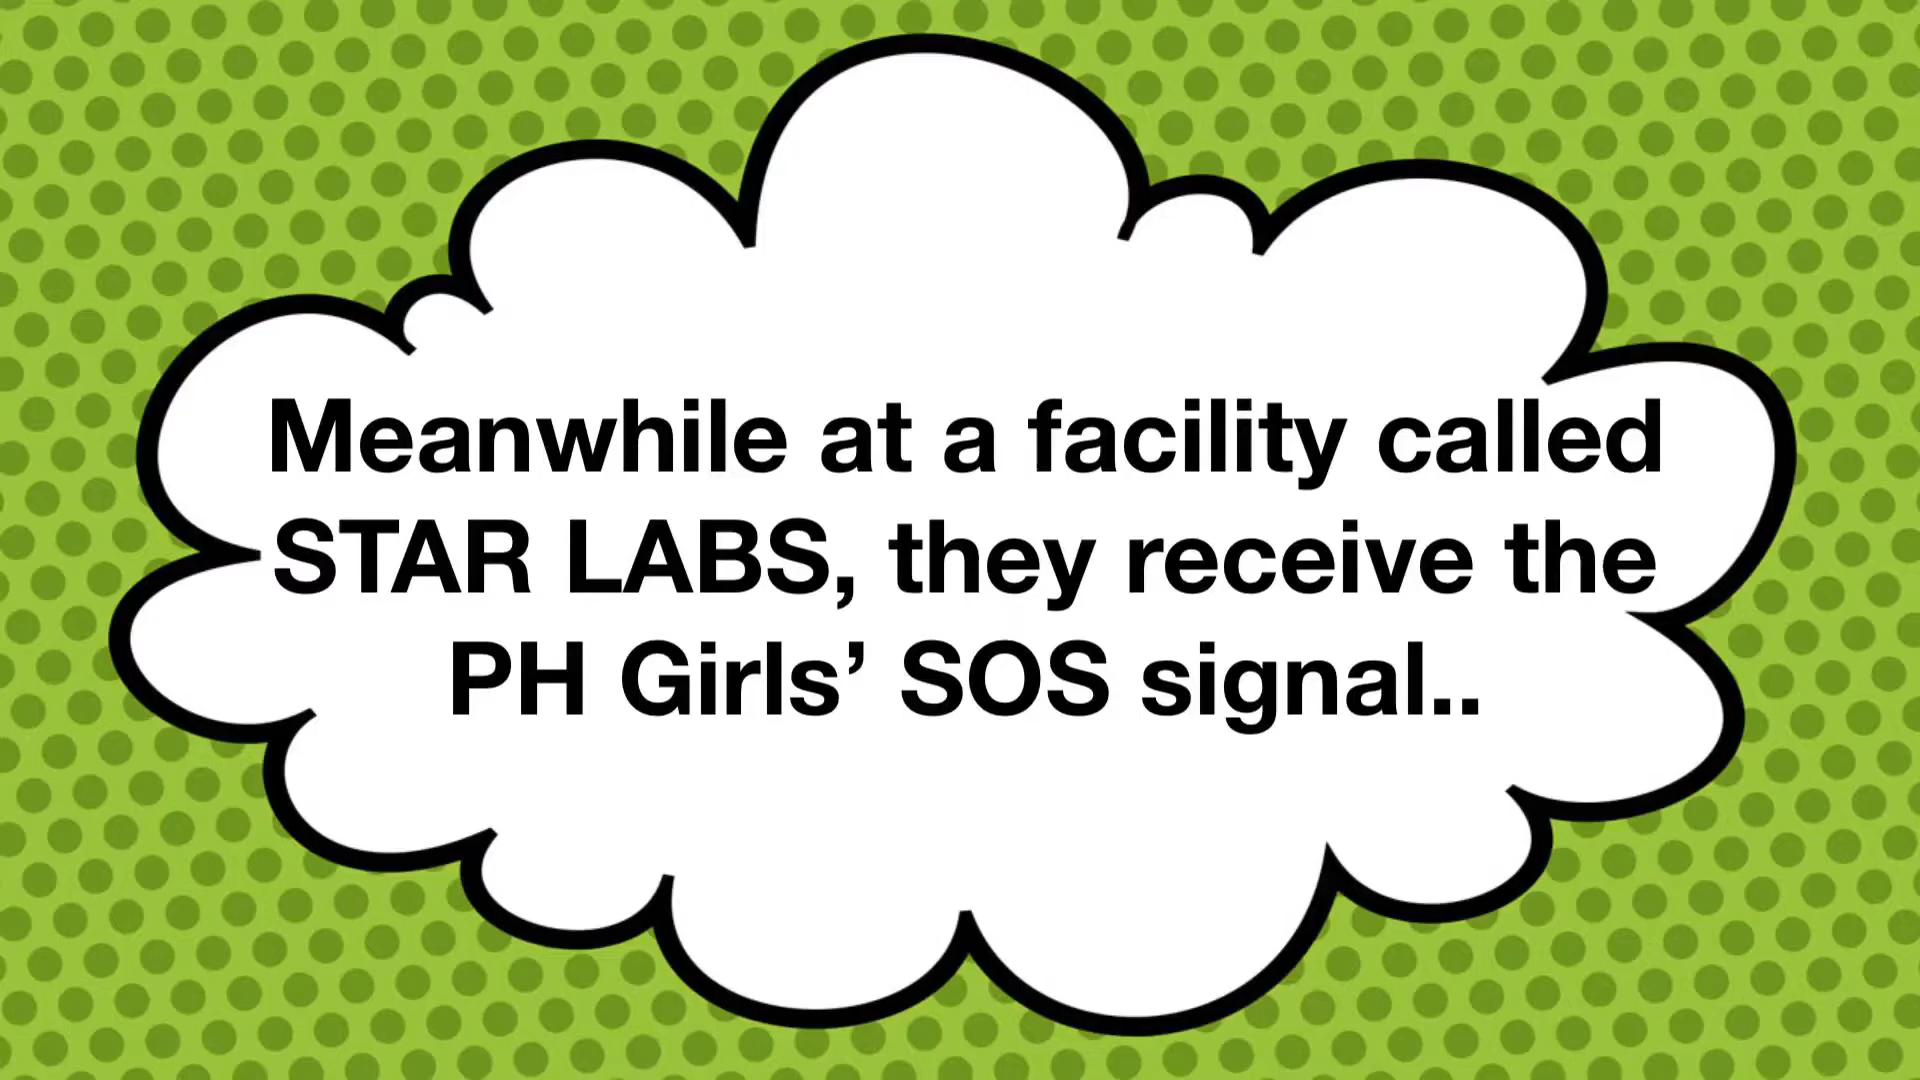 Meanwhile at a facility called
STAR LABS, they receive the
PH Girls’ SOS signal..